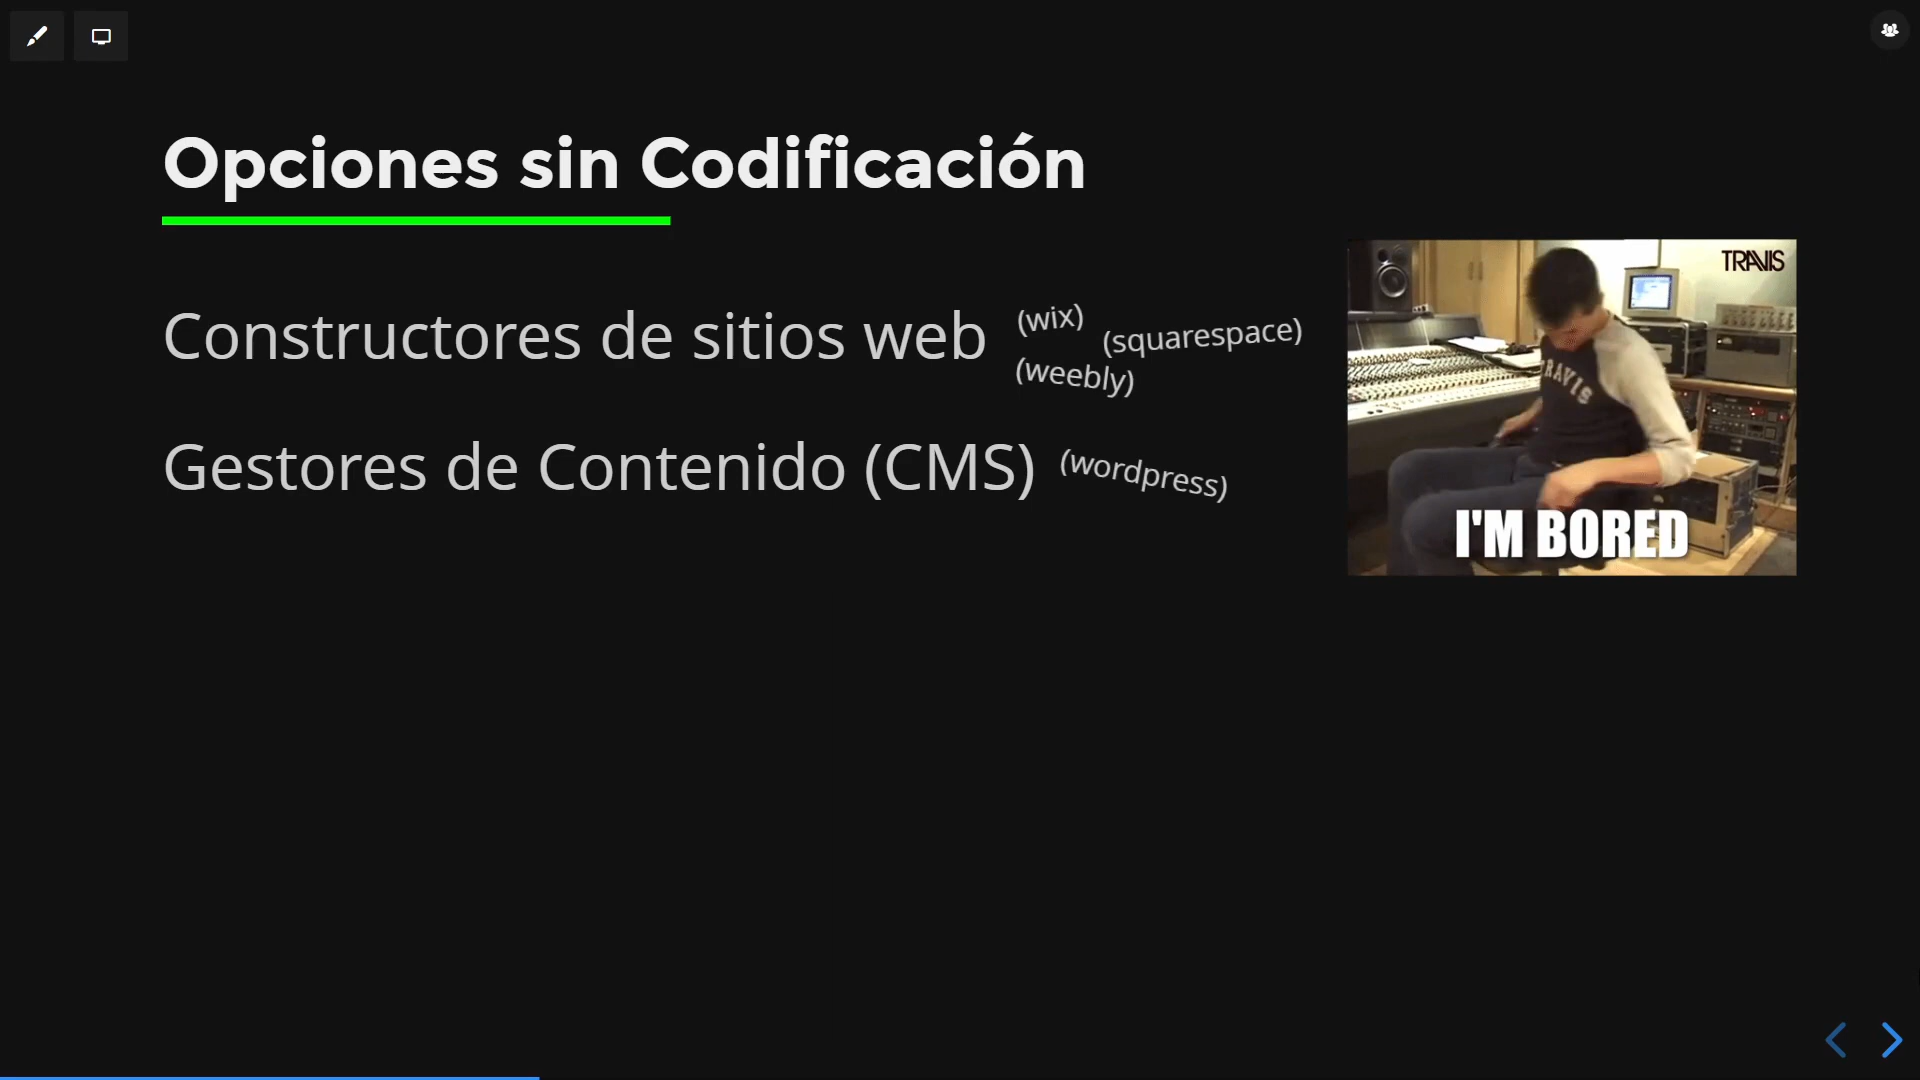 Opciones sin Codificación
Constructores de sitios web
(wix)
(squarespace)
(weebly)
Gestores de Contenido (CMS)
(wordpress)
TRAVIS
TRAVIS
I'M BORED